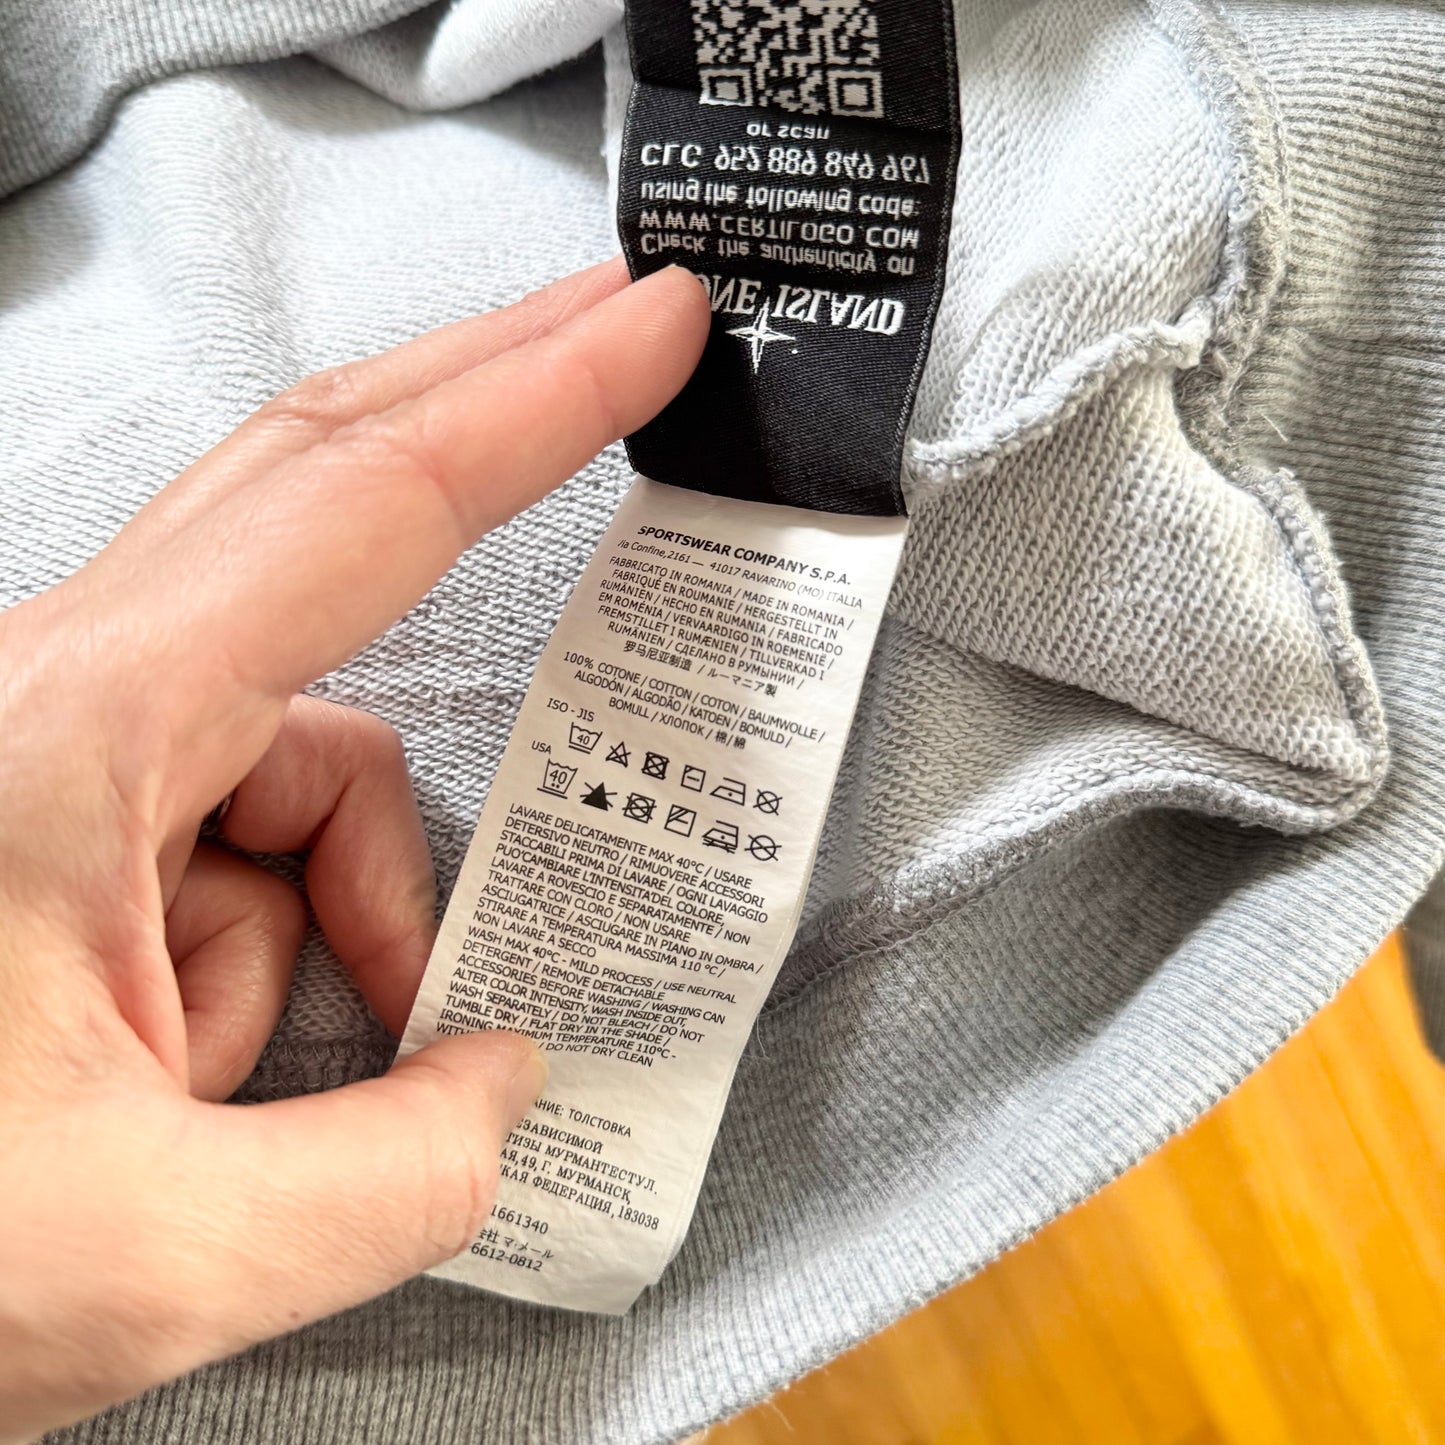 ISLAND
Check the authenticity on
WWW.CERTILOGO.COM
using the following code:
CLG 952 889 849 967
or scan
SPORTSWEAR COMPANY S.P.A.
Confine,2161 — 41017 RAVARINO (MO) ITALIA
FABBRICATO IN ROMANIA / MADE IN ROMANIA /
FABRIQUÉ EN ROUMANIE / HERGESTELLT IN
RUMÄNIEN / HECHO EN RUMANIA / FABRICADO
EM ROMÉNIA / VERVAARDIGD IN ROEMENIË /
FREMSTILLET I RUMÆNIEN / TILLVERKAD I
RUMÄNIEN / СДЕЛАНО В РУМЫНИИ /
罗马尼亚制造 / ルーマニア製
100% COTONE / COTTON / COTON / BAUMWOLLE /
ALGODÓN / ALGODÃO / KATOEN / BOMULD /
BOMULL / ХЛОПОК / 棉/綿
ISO - JIS
40
USA
40
LAVARE DELICATAMENTE MAX 40°C / USARE
DETERSIVO NEUTRO / RIMUOVERE ACCESSORI
STACCABILI PRIMA DI LAVARE / OGNI LAVAGGIO
PUO'CAMBIARE L'INTENSITA'DEL COLORE,
LAVARE A ROVESCIO E SEPARATAMENTE / NON
TRATTARE CON CLORO / NON USARE
ASCIUGATRICE / ASCIUGARE IN PIANO IN OMBRA /
STIRARE A TEMPERATURA MASSIMA 110 °C /
NON LAVARE A SECCO
WASH MAX 40°C - MILD PROCESS / USE NEUTRAL
DETERGENT / REMOVE DETACHABLE
ACCESSORIES BEFORE WASHING / WASHING CAN
ALTER COLOR INTENSITY, WASH INSIDE OUT,
WASH SEPARATELY / DO NOT BLEACH / DO NOT
TUMBLE DRY / FLAT DRY IN THE SHADE /
IRONING MAXIMUM TEMPERATURE 110°C -
/ DO NOT DRY CLEAN
ТОЛСТОВКА
МУРМАНТЕСТУЛ.
49, Г. МУРМАНСК,
ФЕДЕРАЦИЯ, 183038
1661340
マ・メール
6612-0812